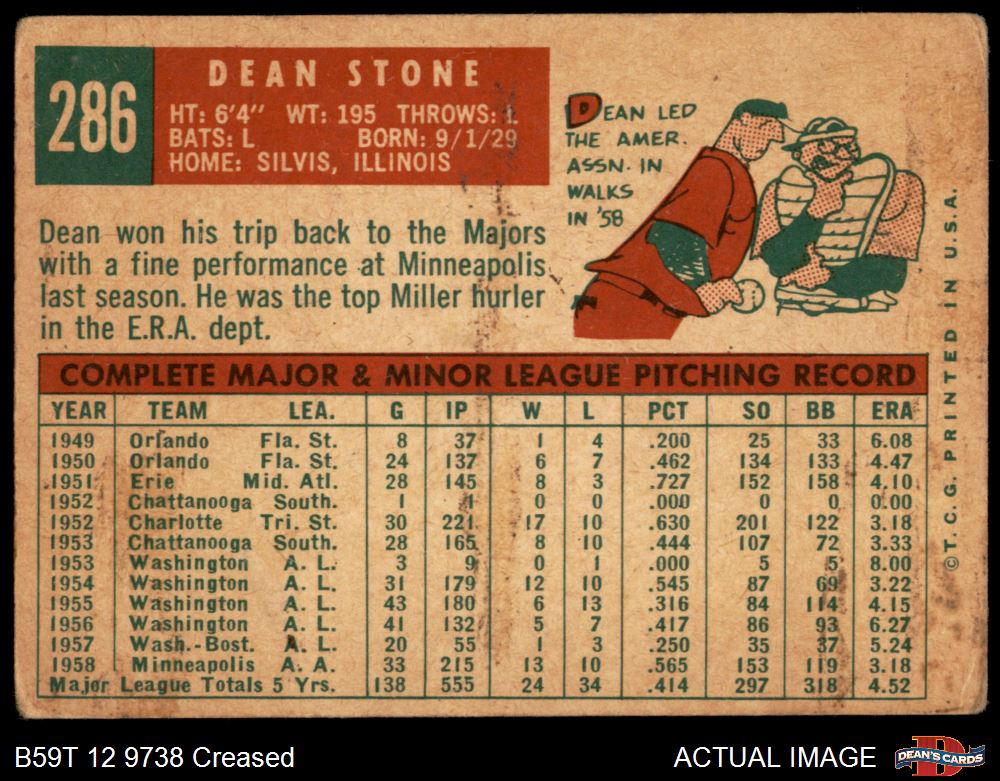 286
DEAN STONE
HT: 6'4" WT: 195 THROWS: L
BATS: L BORN: 9/1/29
HOME: SILVIS, ILLINOIS
DEAN LED
THE AMER.
ASSN. IN
WALKS
IN '58
Dean won his trip back to the Majors
with a fine performance at Minneapolis
last season. He was the top Miller hurler
in the E.R.A. dept.
COMPLETE MAJOR & MINOR LEAGUE PITCHING RECORD
YEAR TEAM LEA. G IP W L PCT SO BB ERA
1949 Orlando Fla. St. 8 37 1 4 .200 25 33 6.08
1950 Orlando Fla. St. 24 137 6 7 .462 134 133 4.47
1951 Erie Mid. Atl. 28 145 8 3 .727 152 158 4.10
1952 Chattanooga South. 1 1 0 0 .000 0 0 0.00
1952 Charlotte Tri. St. 30 221 17 10 .630 201 122 3.18
1953 Chattanooga South. 28 165 8 10 .444 107 72 3.33
1953 Washington A. L. 3 9 0 1 .000 5 5 8.00
1954 Washington A. L. 31 179 12 10 .545 87 69 3.22
1955 Washington A. L. 43 180 6 13 .316 84 114 4.15
1956 Washington A. L. 41 132 5 7 .417 86 93 6.27
1957 Wash.-Bost. A. L. 20 55 1 3 .250 35 37 5.24
1958 Minneapolis A. A. 33 215 13 10 .565 153 119 3.18
Major League Totals 5 Yrs. 138 555 24 34 .414 297 318 4.52
©T.C.G. PRINTED IN U.S.A.
B59T 12 9738 Creased
ACTUAL IMAGE
D
DEAN'S CARDS